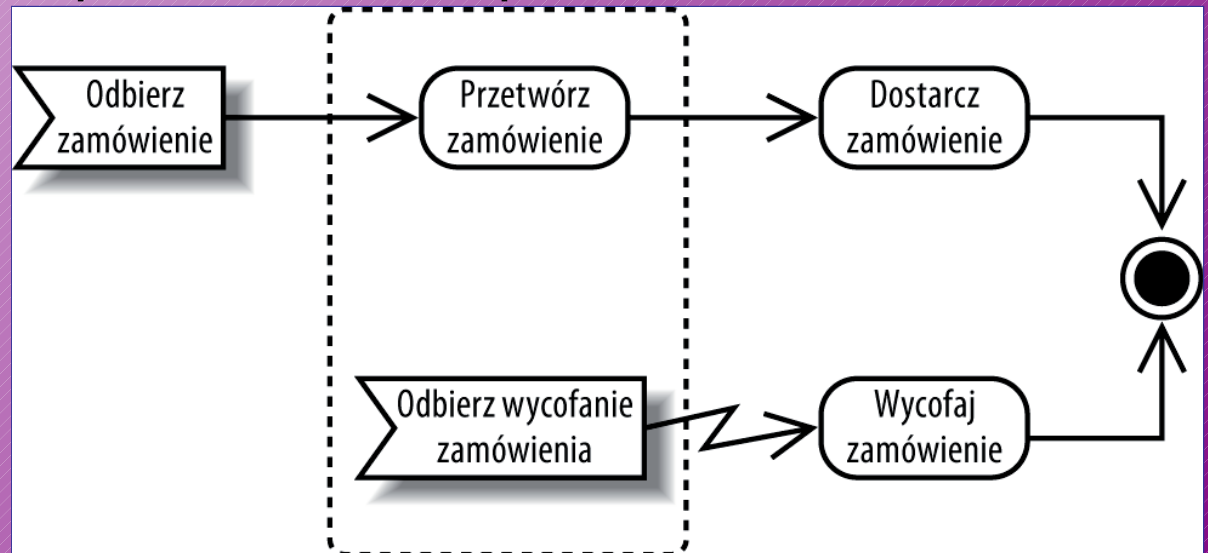 Odbierz
zamówienie
Przetwórz
zamówienie
Dostarcz
zamówienie
Odbierz wycofanie
zamówienia
Wycofaj
zamówienie